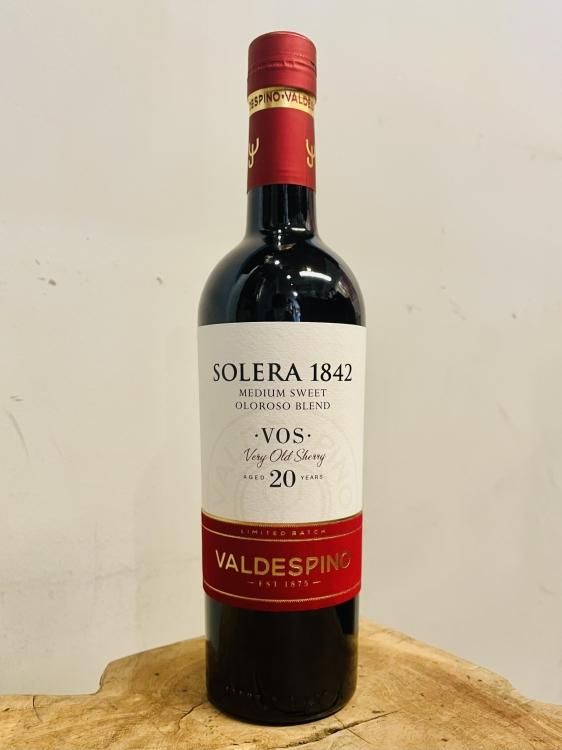 VALDESPINO
SOLERA 1842
MEDIUM SWEET
OLOROSO BLEND
·VOS·
Very Old Sherry
AGED 20 YEARS
LIMITED BATCH
VALDESPINO
EST 1875